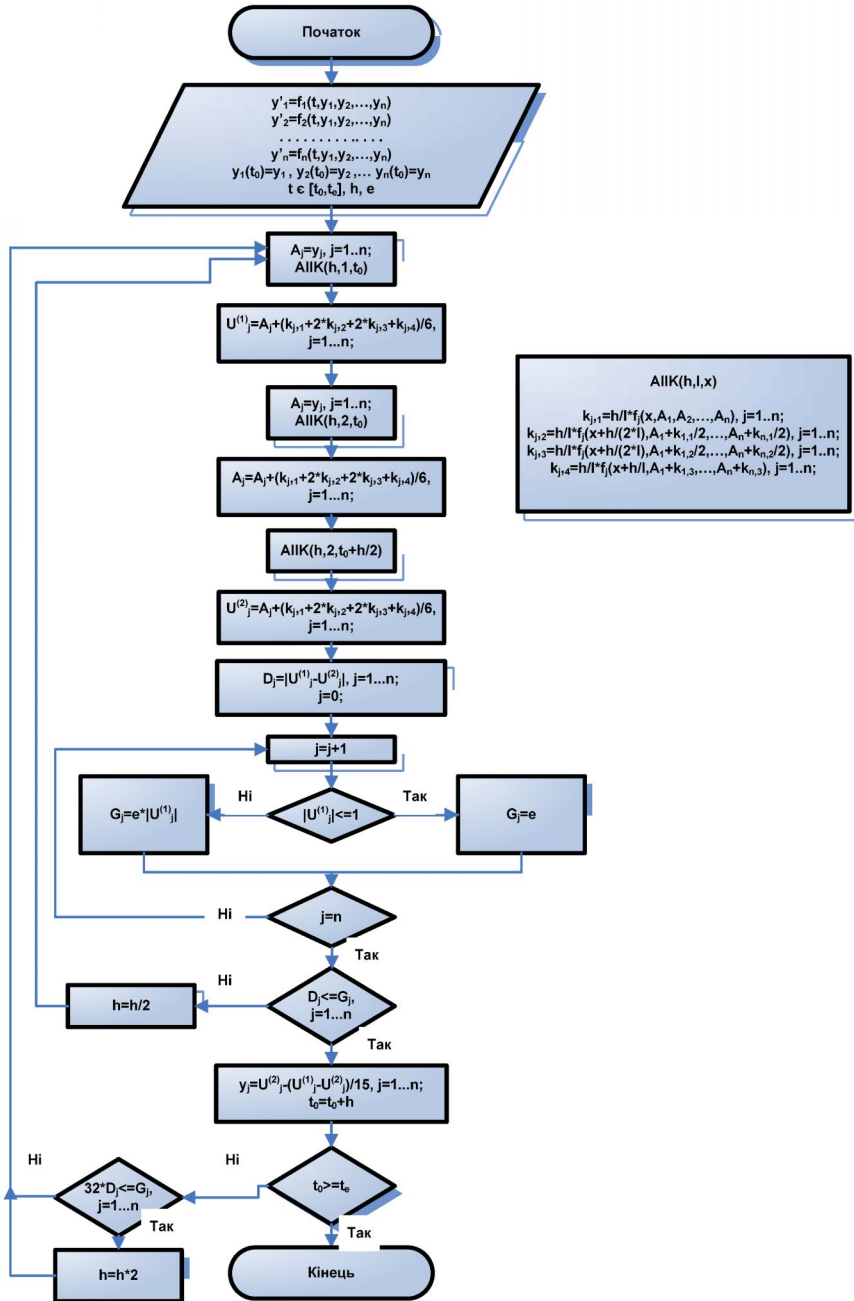 Початок
y'₁=f₁(t,y₁,y₂,...,yₙ)
y'₂=f₂(t,y₁,y₂,...,yₙ)
. . . . . . . . . . .. . . . .
y'ₙ=fₙ(t,y₁,y₂,...,yₙ)
y₁(t₀)=y₁ , y₂(t₀)=y₂ ,... yₙ(t₀)=yₙ
t є [t₀,tₑ], h, e
Aⱼ=yⱼ, j=1..n;
AllK(h,1,t₀)
U⁽¹⁾ⱼ=Aⱼ+(kⱼ,₁+2*kⱼ,₂+2*kⱼ,₃+kⱼ,₄)/6,
j=1...n;
Aⱼ=yⱼ, j=1..n;
AllK(h,2,t₀)
Aⱼ=Aⱼ+(kⱼ,₁+2*kⱼ,₂+2*kⱼ,₃+kⱼ,₄)/6,
j=1...n;
AllK(h,2,t₀+h/2)
U⁽²⁾ⱼ=Aⱼ+(kⱼ,₁+2*kⱼ,₂+2*kⱼ,₃+kⱼ,₄)/6,
j=1...n;
Dⱼ=|U⁽¹⁾ⱼ-U⁽²⁾ⱼ|, j=1...n;
j=0;
j=j+1
|U⁽¹⁾ⱼ|<=1
Ні
Так
Gⱼ=e*|U⁽¹⁾ⱼ|
Gⱼ=e
j=n
Ні
Так
Dⱼ<=Gⱼ,
j=1...n
Ні
h=h/2
Так
yⱼ=U⁽²⁾ⱼ-(U⁽¹⁾ⱼ-U⁽²⁾ⱼ)/15, j=1...n;
t₀=t₀+h
t₀>=tₑ
Ні
Так
32*Dⱼ<=Gⱼ,
j=1...n
Ні
Так
h=h*2
Кінець
AllK(h,l,x)
kⱼ,₁=h/l*fⱼ(x,A₁,A₂,...,Aₙ), j=1..n;
kⱼ,₂=h/l*fⱼ(x+h/(2*l),A₁+k₁,₁/2,...,Aₙ+kₙ,₁/2), j=1..n;
kⱼ,₃=h/l*fⱼ(x+h/(2*l),A₁+k₁,₂/2,...,Aₙ+kₙ,₂/2), j=1..n;
kⱼ,₄=h/l*fⱼ(x+h/l,A₁+k₁,₃,...,Aₙ+kₙ,₃), j=1..n;